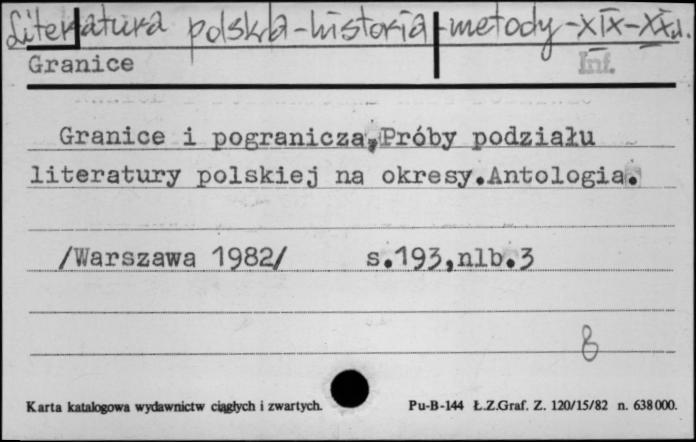 Literatura polska-historia-metody-XIX-XXw.
Granice
Inf.
Granice i pogranicza,Próby podziału
literatury polskiej na okresy.Antologia.
/Warszawa 1982/ s.193,nlb.3
8
Karta katalogowa wydawnictw ciągłych i zwartych. Pu-B-144 Ł.Z.Graf. Z. 120/15/82 n. 638000.